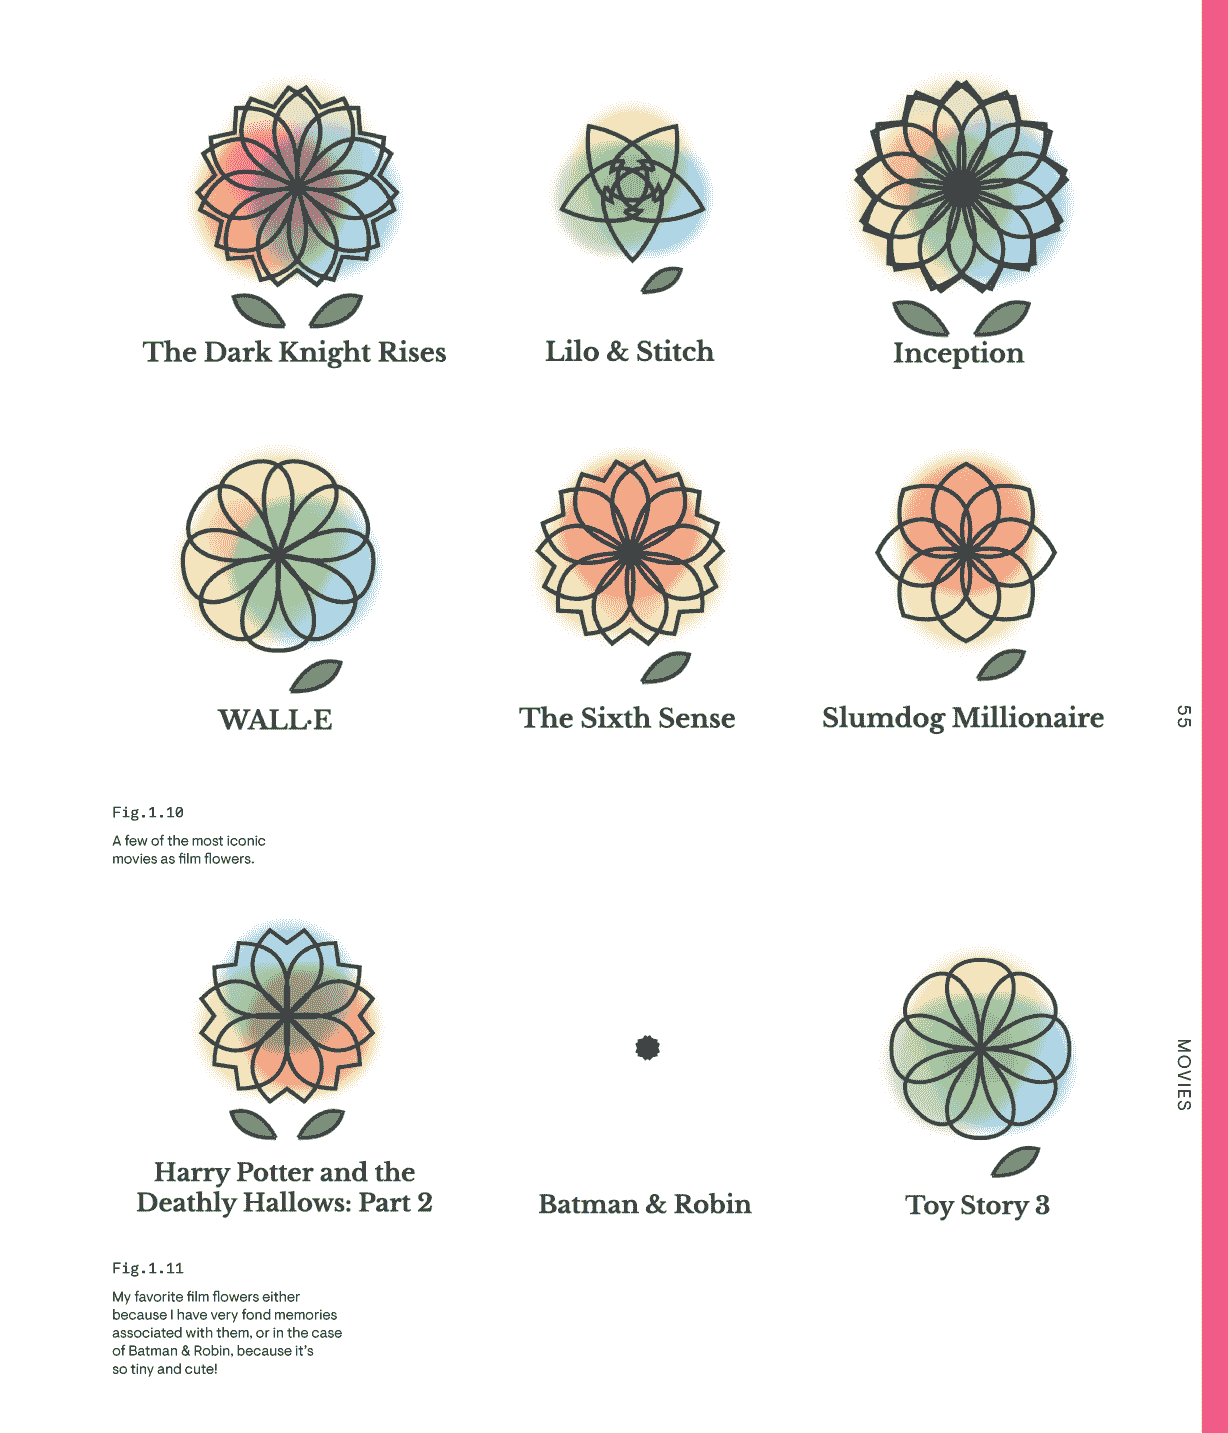 The Dark Knight Rises
Lilo & Stitch
Inception
WALL·E
The Sixth Sense
Slumdog Millionaire
55
Fig.1.10
A few of the most iconic
movies as film flowers.
MOVIES
Harry Potter and the
Deathly Hallows: Part 2
Batman & Robin
Toy Story 3
Fig.1.11
My favorite film flowers either
because I have very fond memories
associated with them, or in the case
of Batman & Robin, because it's
so tiny and cute!